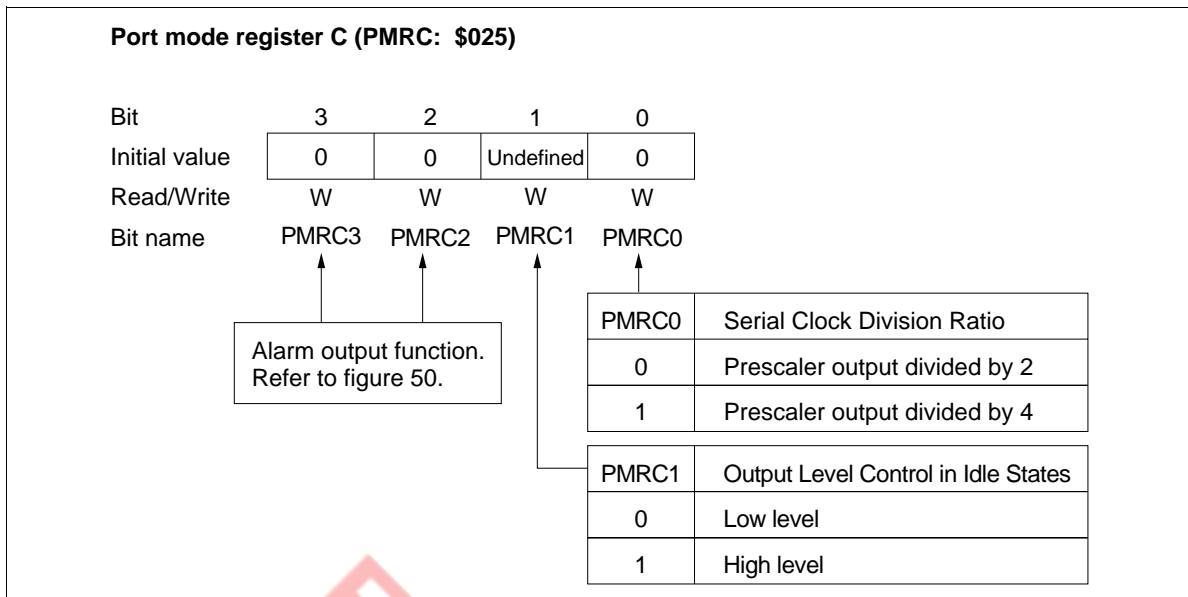 Port mode register C (PMRC: $025)
Bit 3 2 1 0
Initial value 0 0 Undefined 0
Read/Write W W W W
Bit name PMRC3 PMRC2 PMRC1 PMRC0
Alarm output function.
Refer to figure 50.
PMRC0 Serial Clock Division Ratio
0 Prescaler output divided by 2
1 Prescaler output divided by 4
PMRC1 Output Level Control in Idle States
0 Low level
1 High level